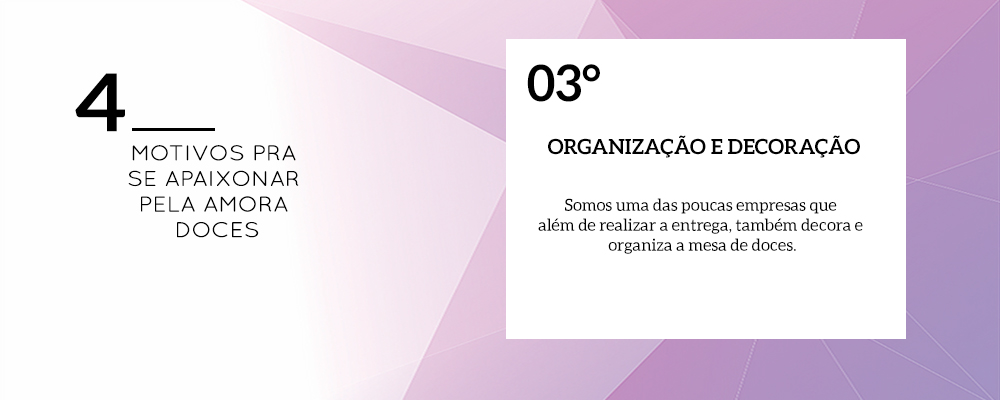 4
MOTIVOS PRA
SE APAIXONAR
PELA AMORA
DOCES
03º
ORGANIZAÇÃO E DECORAÇÃO
Somos uma das poucas empresas que
além de realizar a entrega, também decora e
organiza a mesa de doces.